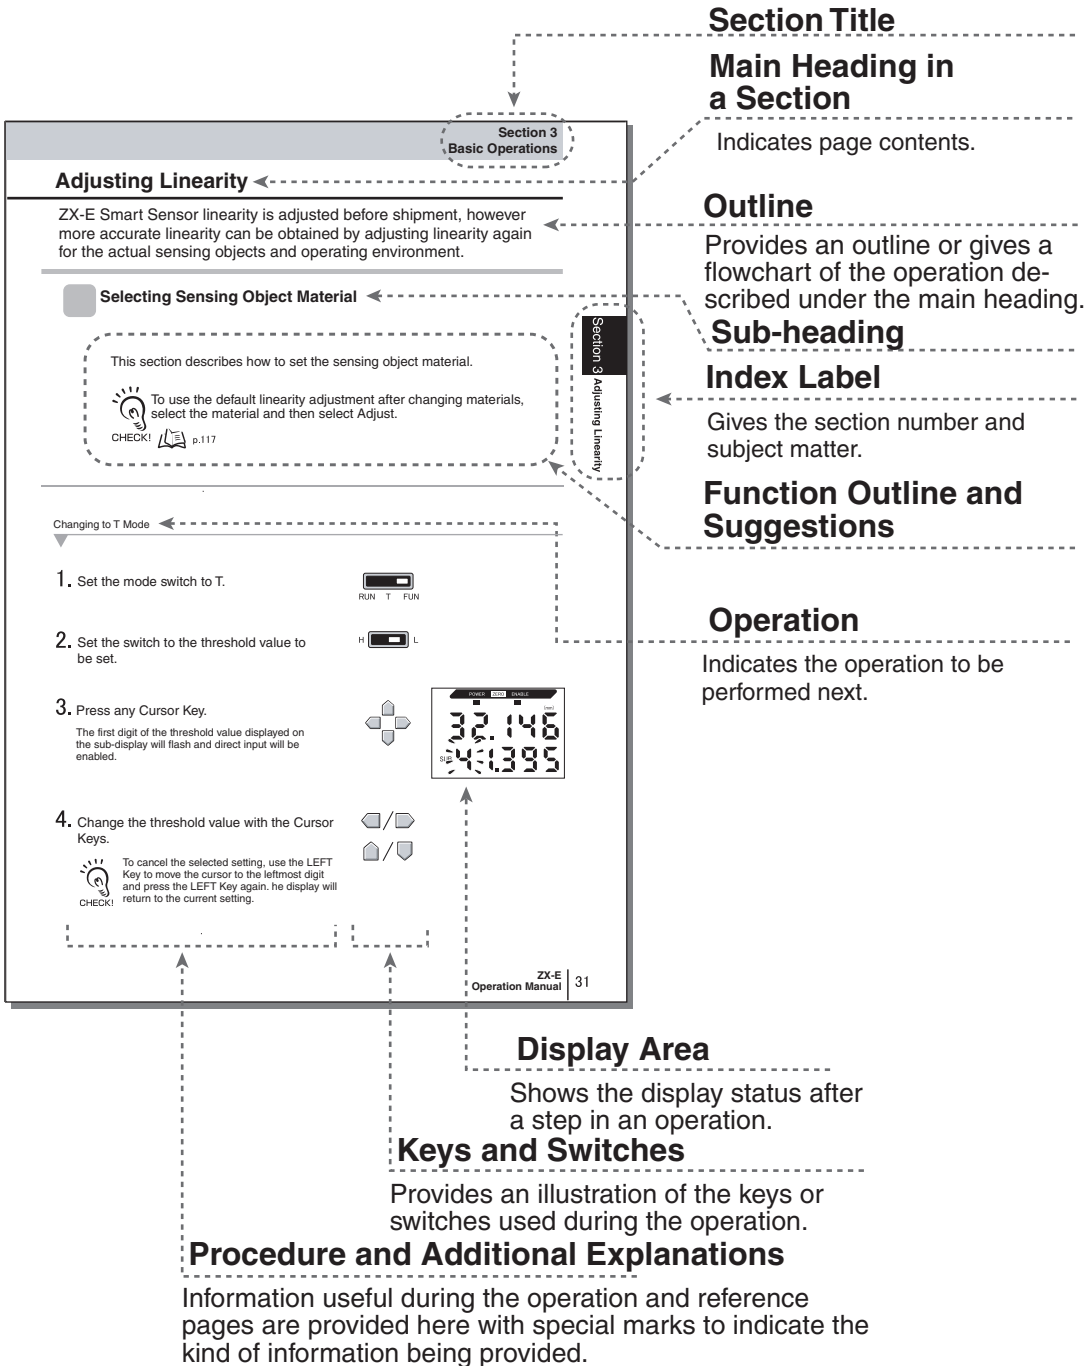 Section Title
Main Heading in
a Section
Indicates page contents.
Section 3
Basic Operations
Adjusting Linearity
ZX-E Smart Sensor linearity is adjusted before shipment, however
more accurate linearity can be obtained by adjusting linearity again
for the actual sensing objects and operating environment.
Outline
Provides an outline or gives a
flowchart of the operation de-
scribed under the main heading.
Selecting Sensing Object Material
Sub-heading
This section describes how to set the sensing object material.
To use the default linearity adjustment after changing materials,
select the material and then select Adjust.
CHECK! p.117
Section 3 Adjusting Linearity
Index Label
Gives the section number and
subject matter.
Function Outline and
Suggestions
Changing to T Mode
Operation
Indicates the operation to be
performed next.
1. Set the mode switch to T.
RUN T FUN
2. Set the switch to the threshold value to
be set.
H L
3. Press any Cursor Key.
The first digit of the threshold value displayed on
the sub-display will flash and direct input will be
enabled.
POWER ZERO ENABLE
(mm)
32.146
SUB 41.395
4. Change the threshold value with the Cursor
Keys.
/
/
To cancel the selected setting, use the LEFT
Key to move the cursor to the leftmost digit
and press the LEFT Key again. he display will
return to the current setting.
CHECK!
ZX-E
Operation Manual
31
Display Area
Shows the display status after
a step in an operation.
Keys and Switches
Provides an illustration of the keys or
switches used during the operation.
Procedure and Additional Explanations
Information useful during the operation and reference
pages are provided here with special marks to indicate the
kind of information being provided.